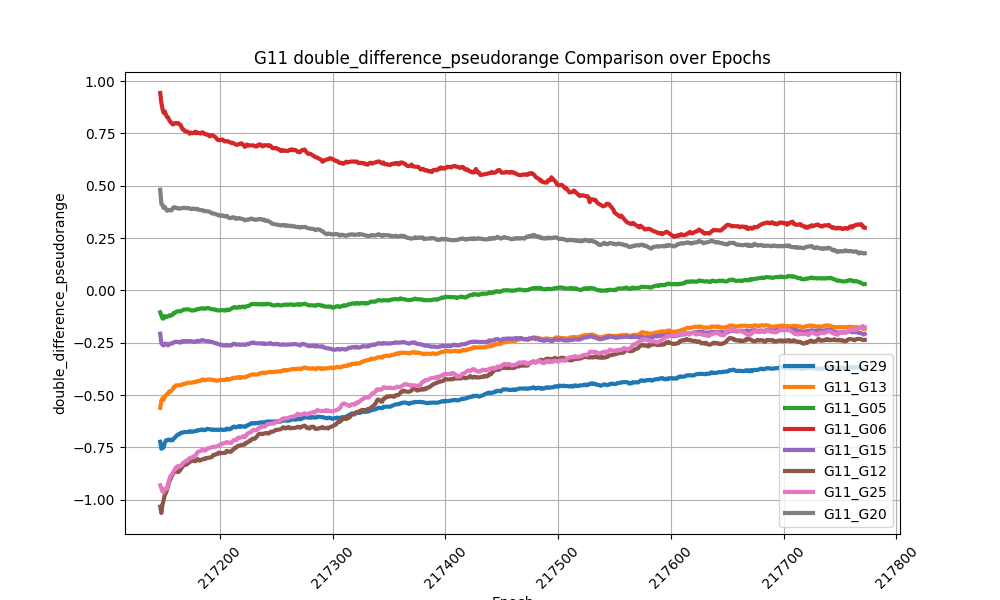 G11 double_difference_pseudorange Comparison over Epochs
double_difference_pseudorange
1.00
0.75
0.50
0.25
0.00
−0.25
−0.50
−0.75
−1.00
G11_G29
G11_G13
G11_G05
G11_G06
G11_G15
G11_G12
G11_G25
G11_G20
217200
217300
217400
217500
217600
217700
217800
Epoch